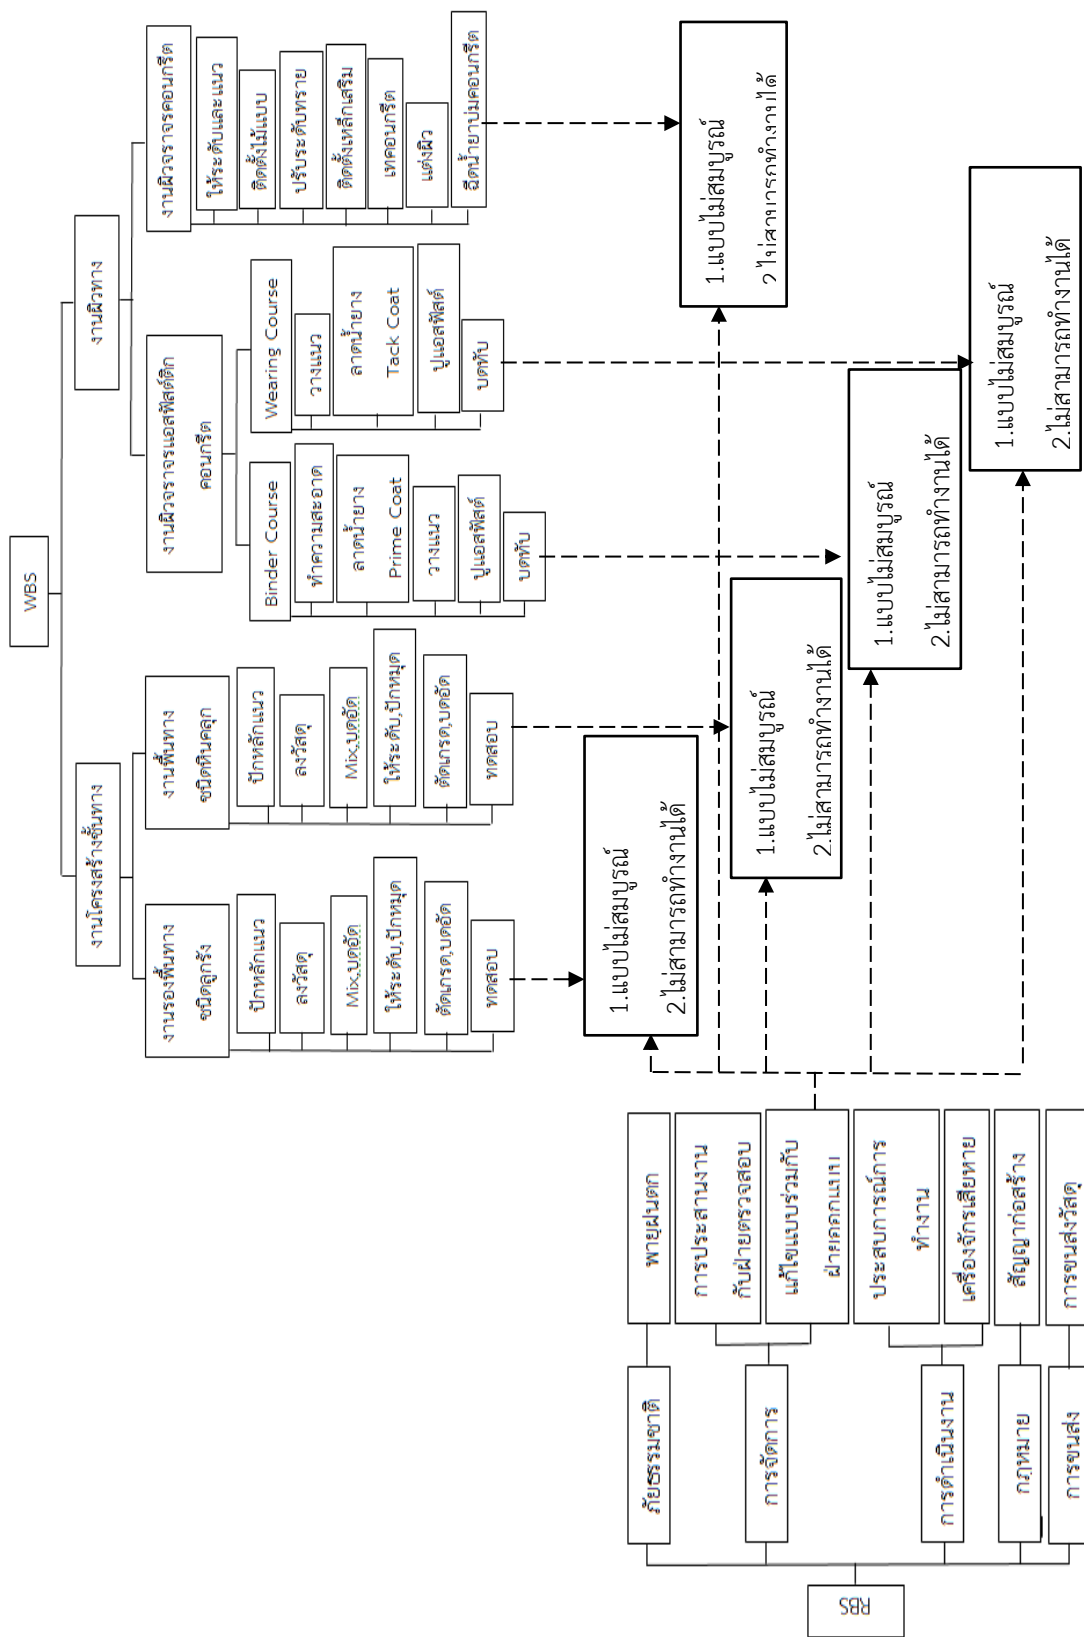 WBS
งานโครงสร้างชั้นทาง
งานผิวทาง
งานรองพื้นทาง
ชนิดลูกรัง
ปักหลักแนว
ลงวัสดุ
Mix,บดอัด
ให้ระดับ,ปักหมุด
ตัดเกรด,บดอัด
ทดสอบ
งานพื้นทาง
ชนิดหินคลุก
ปักหลักแนว
ลงวัสดุ
Mix,บดอัด
ให้ระดับ,ปักหมุด
ตัดเกรด,บดอัด
ทดสอบ
งานผิวจราจรแอสฟัสต์ติก
คอนกรีต
Binder Course
ทำความสะอาด
ลาดน้ำยาง
Prime Coat
วางแนว
ปูแอสฟัสต์
บดทับ
Wearing Course
วางแนว
ลาดน้ำยาง
Tack Coat
ปูแอสฟัสต์
บดทับ
งานผิวจราจรคอนกรีต
ให้ระดับและแนว
ติดตั้งไม้แบบ
ปรับระดับทราย
ติดตั้งเหล็กเสริม
เทคอนกรีต
แต่งผิว
ฉีดน้ำยาบ่มคอนกรีต
RBS
ภัยธรรมชาติ
พายุฝนตก
การจัดการ
การประสานงาน
กับฝ่ายตรวจสอบ
แก้ไขแบบร่วมกับ
ฝ่ายออกแบบ
การดำเนินงาน
ประสบการณ์การ
ทำงาน
เครื่องจักรเสียหาย
กฎหมาย
สัญญาก่อสร้าง
การขนส่ง
การขนส่งวัสดุ
1.แบบไม่สมบูรณ์
2.ไม่สามารถทำงานได้
1.แบบไม่สมบูรณ์
2.ไม่สามารถทำงานได้
1.แบบไม่สมบูรณ์
2.ไม่สามารถทำงานได้
1.แบบไม่สมบูรณ์
2.ไม่สามารถทำงานได้
1.แบบไม่สมบูรณ์
2.ไม่สามารถทำงานได้